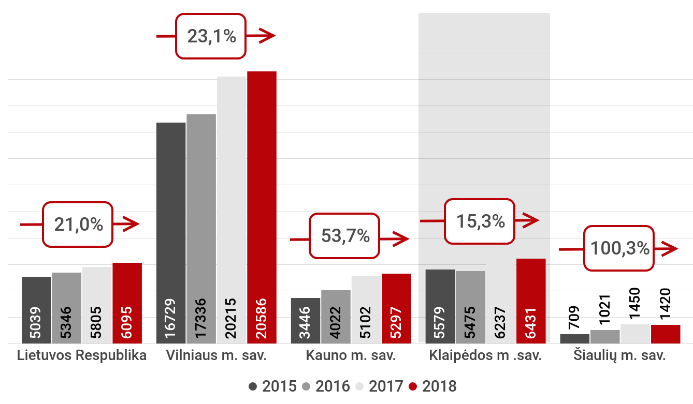 23,1%
21,0%
53,7%
15,3%
100,3%
5039 5346 5805 6095
16729 17336 20215 20586
3446 4022 5102 5297
5579 5475 6237 6431
709 1021 1450 1420
Lietuvos Respublika Vilniaus m. sav. Kauno m. sav. Klaipėdos m .sav. Šiaulių m. sav.
2015 2016 2017 2018